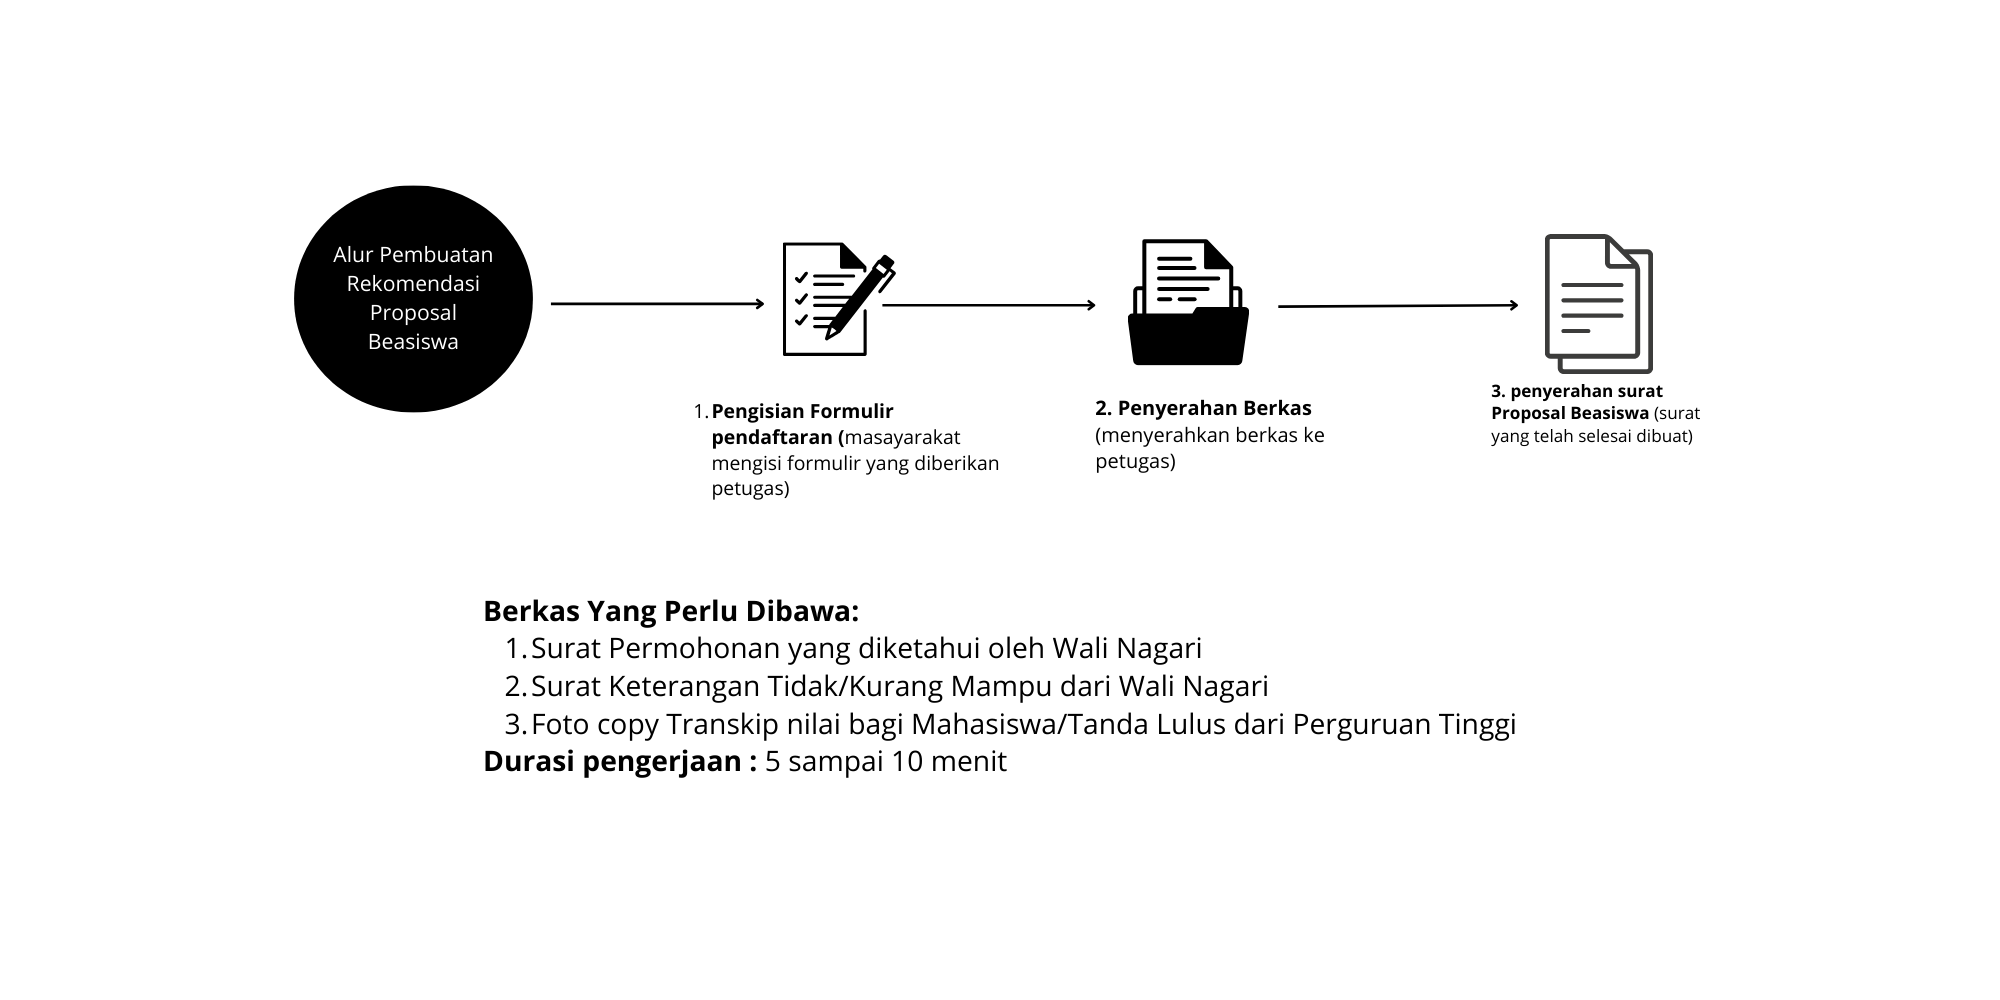 Alur Pembuatan
Rekomendasi
Proposal
Beasiswa
1. Pengisian Formulir
pendaftaran (masayarakat
mengisi formulir yang diberikan
petugas)
2. Penyerahan Berkas
(menyerahkan berkas ke
petugas)
3. penyerahan surat
Proposal Beasiswa (surat
yang telah selesai dibuat)
Berkas Yang Perlu Dibawa:
1. Surat Permohonan yang diketahui oleh Wali Nagari
2. Surat Keterangan Tidak/Kurang Mampu dari Wali Nagari
3. Foto copy Transkip nilai bagi Mahasiswa/Tanda Lulus dari Perguruan Tinggi
Durasi pengerjaan : 5 sampai 10 menit